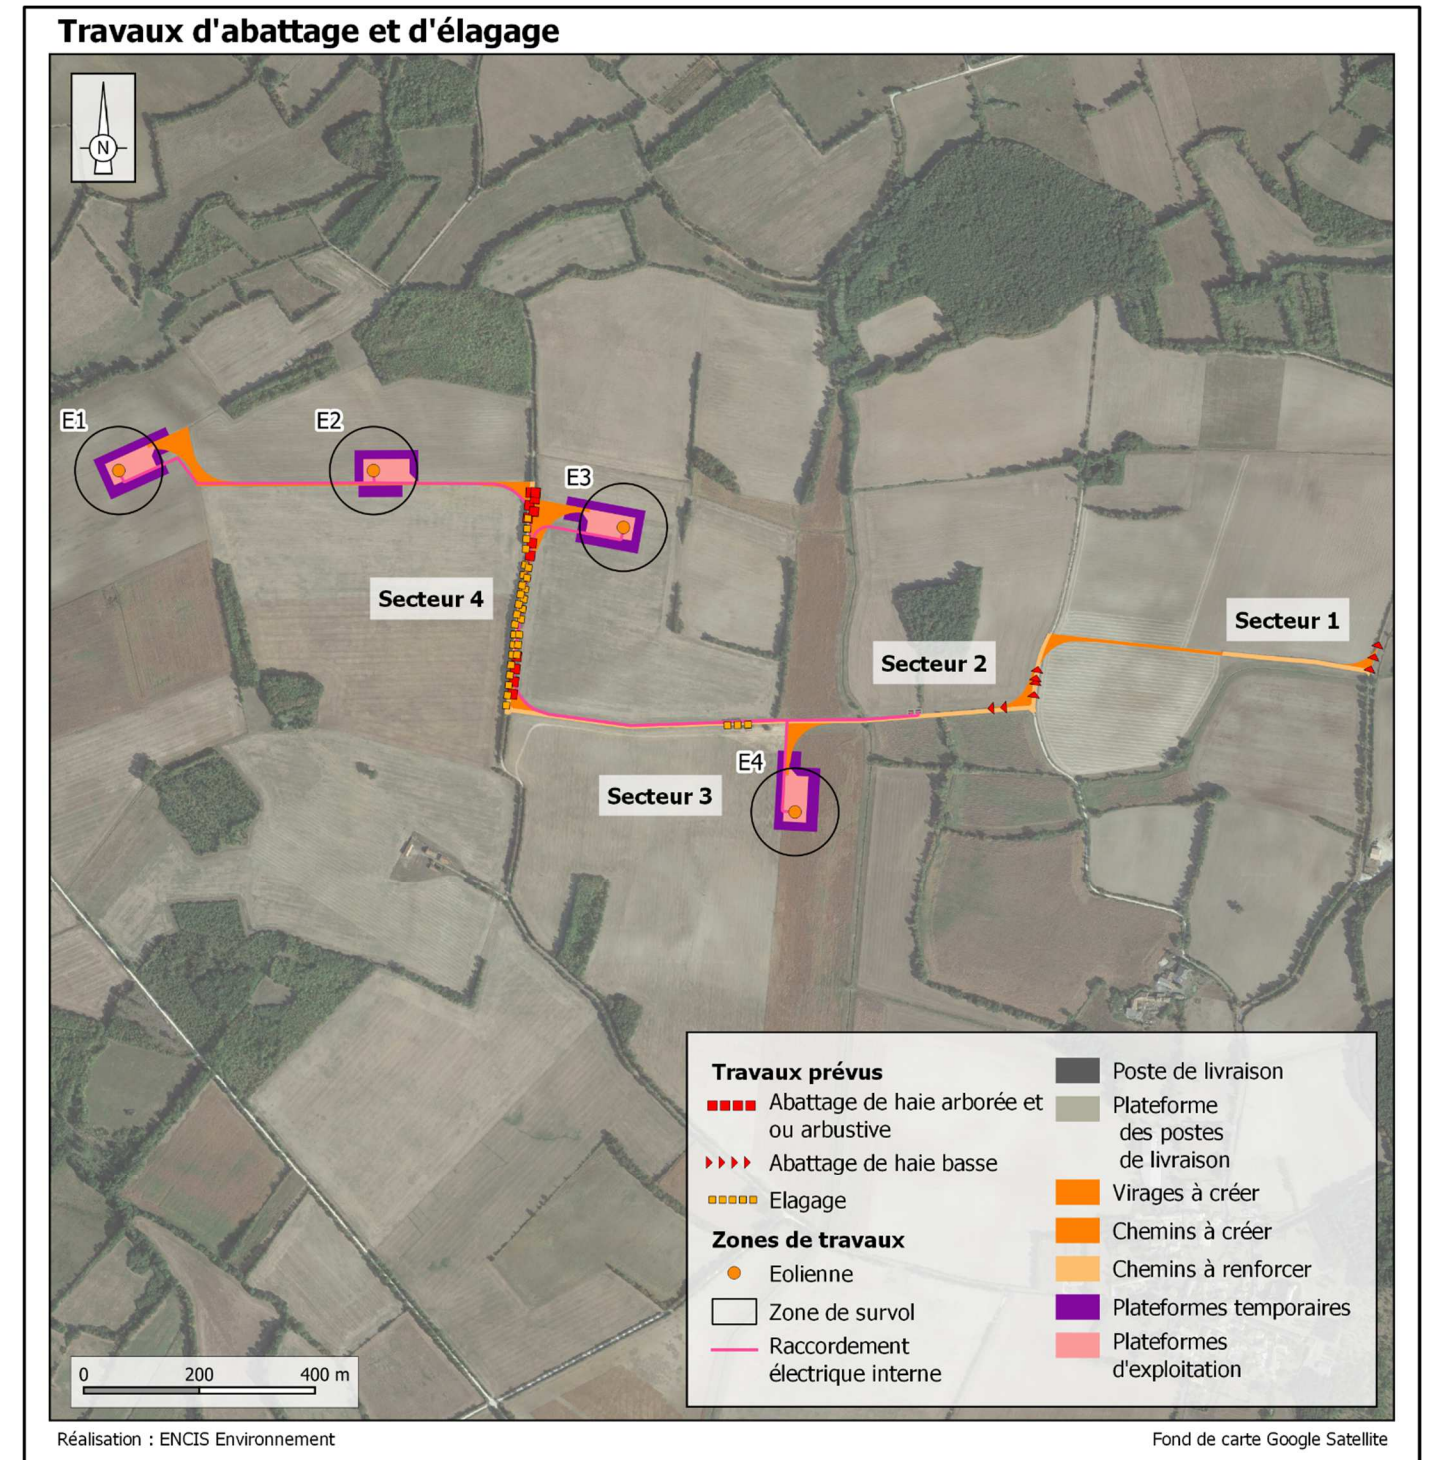 Travaux d'abattage et d'élagage
N
E1
E2
E3
Secteur 4
Secteur 1
Secteur 2
E4
Secteur 3
Travaux prévus
Abattage de haie arborée et
ou arbustive
Abattage de haie basse
Elagage
Zones de travaux
Eolienne
Zone de survol
Raccordement
électrique interne
Poste de livraison
Plateforme
des postes
de livraison
Virages à créer
Chemins à créer
Chemins à renforcer
Plateformes temporaires
Plateformes
d'exploitation
0 200 400 m
Réalisation : ENCIS Environnement
Fond de carte Google Satellite